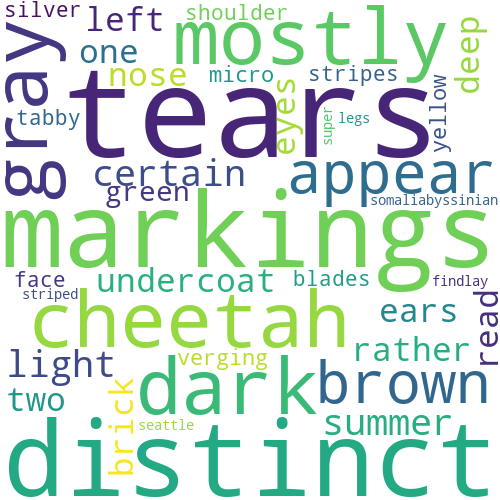 silver
left
shoulder
mostly
deep
gray
one
nose
micro
stripes
eyes
tears
yellow
super
legs
tabby
certain
green
appear
somaliabyssinian
markings
face
undercoat
blades
findlay
striped
cheetah
ears
read
light
verging
rather
two
brick
dark
brown
seattle
summer
distinct